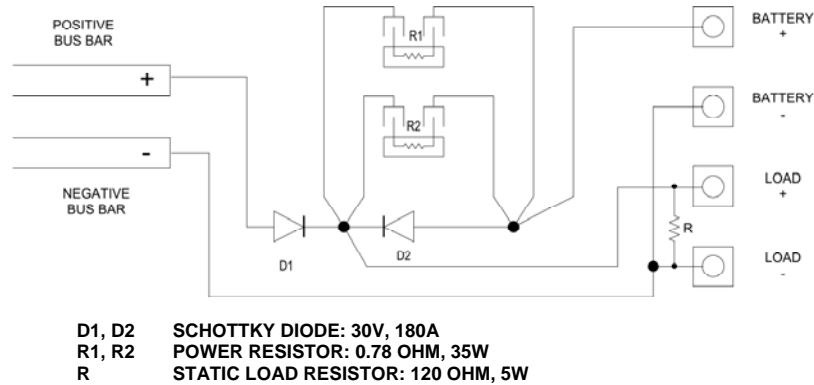 POSITIVE
BUS BAR
+
-
NEGATIVE
BUS BAR
R1
R2
D1
D2
R
BATTERY
+
BATTERY
-
LOAD
+
LOAD
-
D1, D2 SCHOTTKY DIODE: 30V, 180A
R1, R2 POWER RESISTOR: 0.78 OHM, 35W
R STATIC LOAD RESISTOR: 120 OHM, 5W